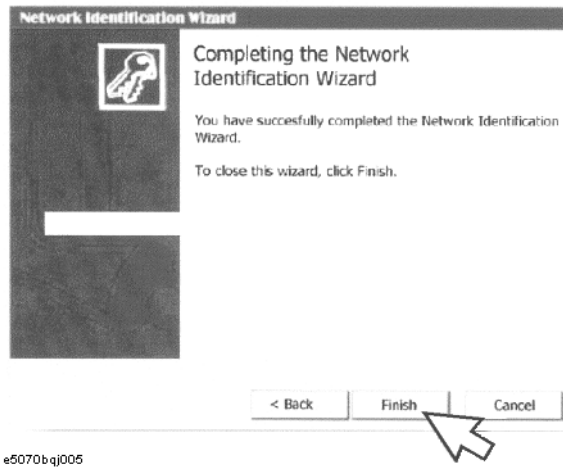 Network Identification Wizard
Completing the Network
Identification Wizard
You have succesfully completed the Network Identification
Wizard.
To close this wizard, click Finish.
< Back
Finish
Cancel
e5070bqj005